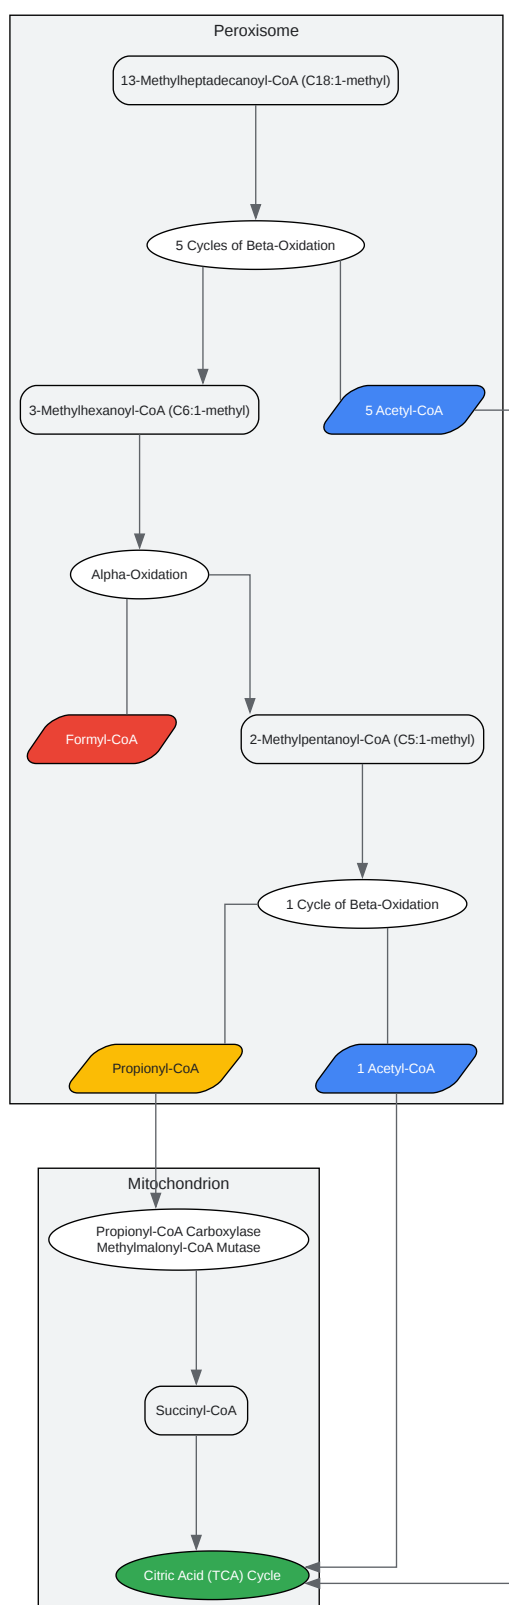 Peroxisome
13-Methylheptadecanoyl-CoA (C18:1-methyl)
5 Cycles of Beta-Oxidation
3-Methylhexanoyl-CoA (C6:1-methyl)
5 Acetyl-CoA
Alpha-Oxidation
Formyl-CoA
2-Methylpentanoyl-CoA (C5:1-methyl)
1 Cycle of Beta-Oxidation
Propionyl-CoA
1 Acetyl-CoA
Mitochondrion
Propionyl-CoA Carboxylase
Methylmalonyl-CoA Mutase
Succinyl-CoA
Citric Acid (TCA) Cycle